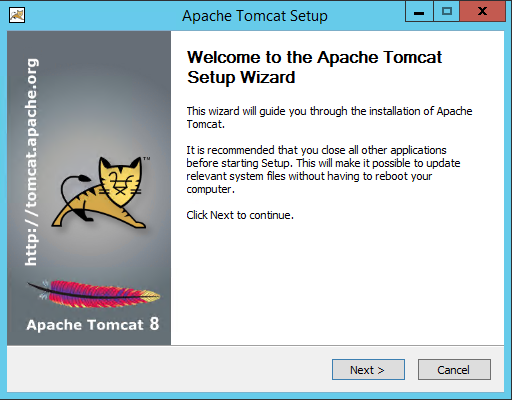 Apache Tomcat Setup
http://tomcat.apache.org
TM
Apache Tomcat 8
Welcome to the Apache Tomcat
Setup Wizard
This wizard will guide you through the installation of Apache
Tomcat.
It is recommended that you close all other applications
before starting Setup. This will make it possible to update
relevant system files without having to reboot your
computer.
Click Next to continue.
Next >
Cancel